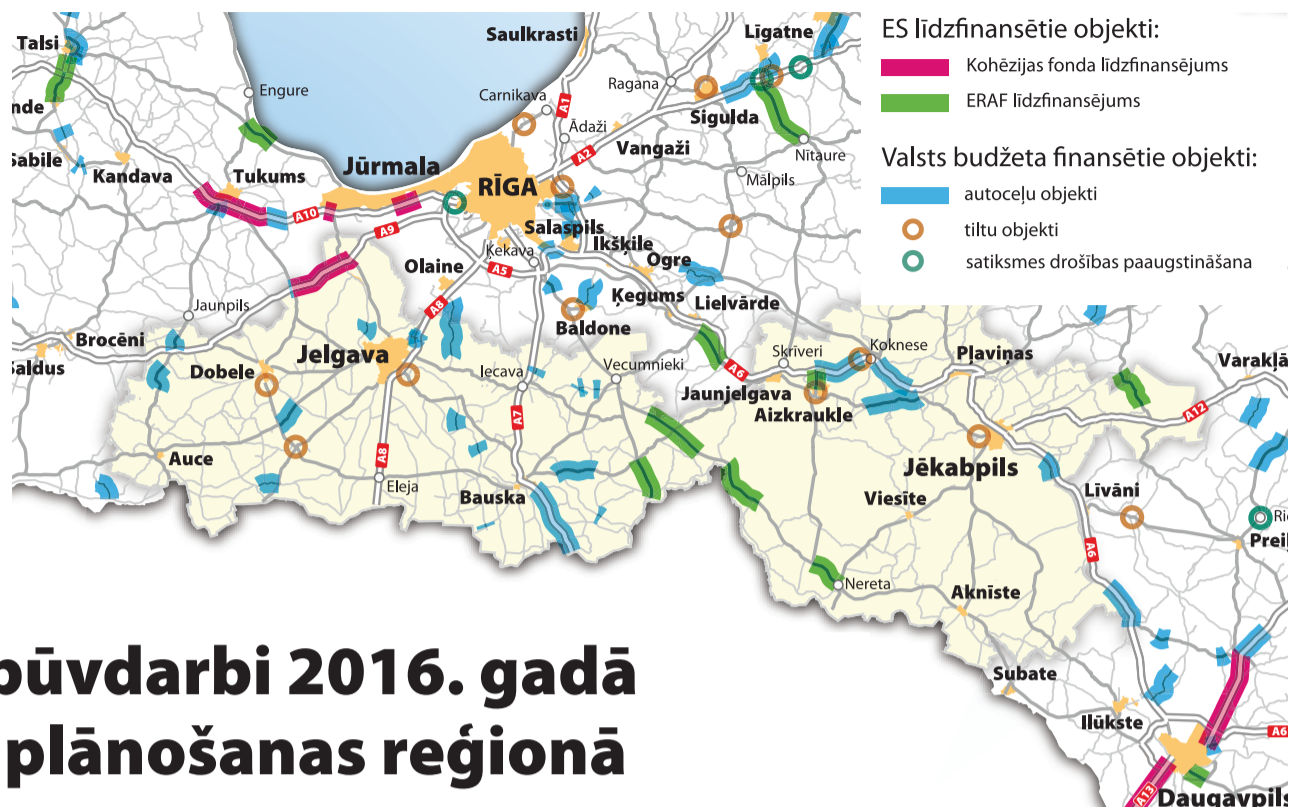 Talsi
nde
Sabile
Kandava
Engure
Tukums
Jūrmala
A10
A9
Saulkrasti
Carnikava
A1
Ādaži
Ragana
A2
Vangaži
Sigulda
Līgatne
Nītaure
Mālpils
RĪGA
Salaspils
Ikšķile
Ogre
Ķekava
A5
Olaine
A8
Ķegums
Lielvārde
Baldone
Jaunpils
Brocēni
Saldus
Jelgava
Dobele
Iecava
Vecumnieki
A7
Auce
A8
Eleja
Bauska
Skrīveri
Koknese
A6
Jaunjelgava
Aizkraukle
Pļaviņas
Varakļā
A12
Jēkabpils
Viesīte
Līvāni
Preiļ
A6
Nereta
Aknīste
Subate
Ilūkste
A6
A13
Daugavpils
ES līdzfinansētie objekti:
Kohēzijas fonda līdzfinansējums
ERAF līdzfinansējums
Valsts budžeta finansētie objekti:
autoceļu objekti
tiltu objekti
satiksmes drošības paaugstināšana
būvdarbi 2016. gadā
plānošanas reģionā